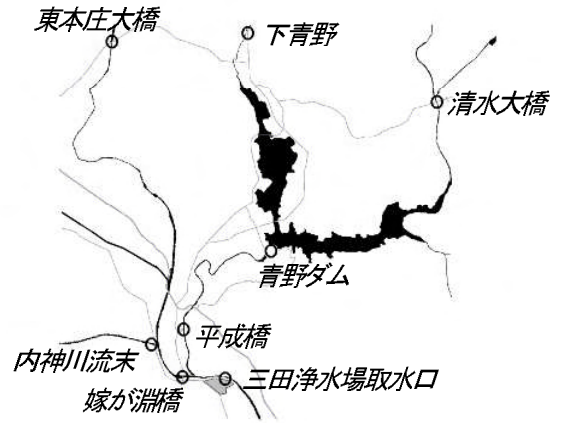 東本庄大橋
下青野
清水大橋
青野ダム
平成橋
内神川流末
嫁が淵橋
三田浄水場取水口